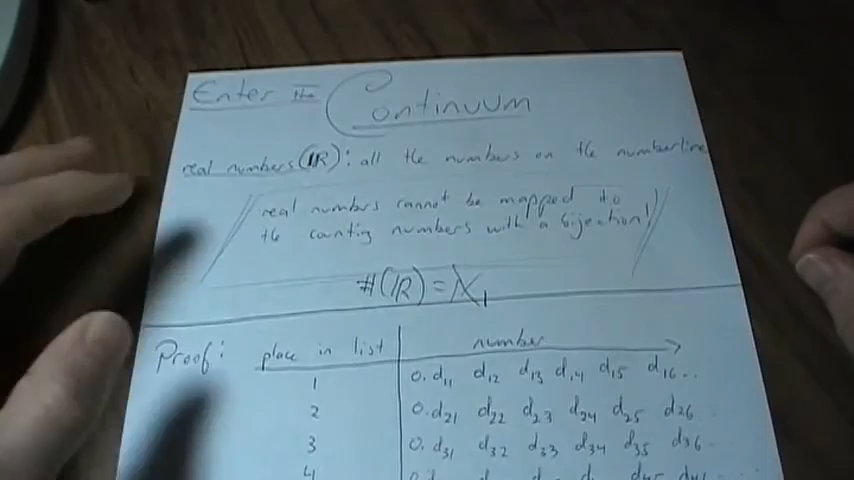 Enter the Continuum
real numbers (ℝ): all the numbers on the numberline
real numbers cannot be mapped to
the counting numbers with a bijection!
#(ℝ) = ℵ₁
Proof: place in list number
1 0.d₁₁ d₁₂ d₁₃ d₁₄ d₁₅ d₁₆..
2 0.d₂₁ d₂₂ d₂₃ d₂₄ d₂₅ d₂₆..
3 0.d₃₁ d₃₂ d₃₃ d₃₄ d₃₅ d₃₆..
4